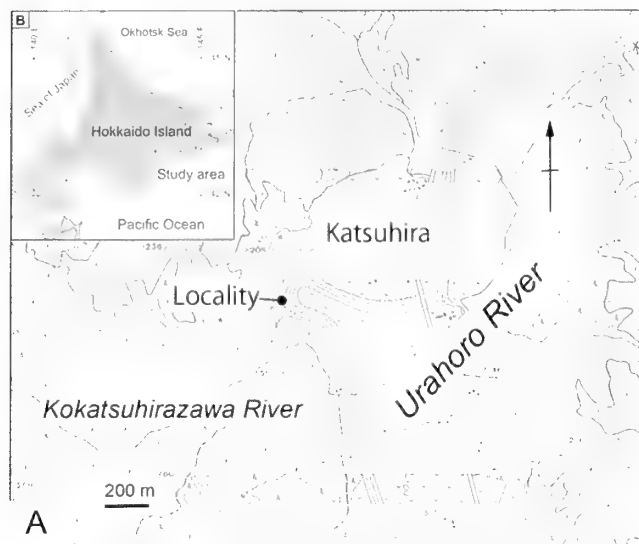 B
Okhotsk Sea
Sea of Japan
Hokkaido Island
Study area
Pacific Ocean
Katsuhira
Locality
Urahoro River
Kokatsuhirazawa River
200 m
A